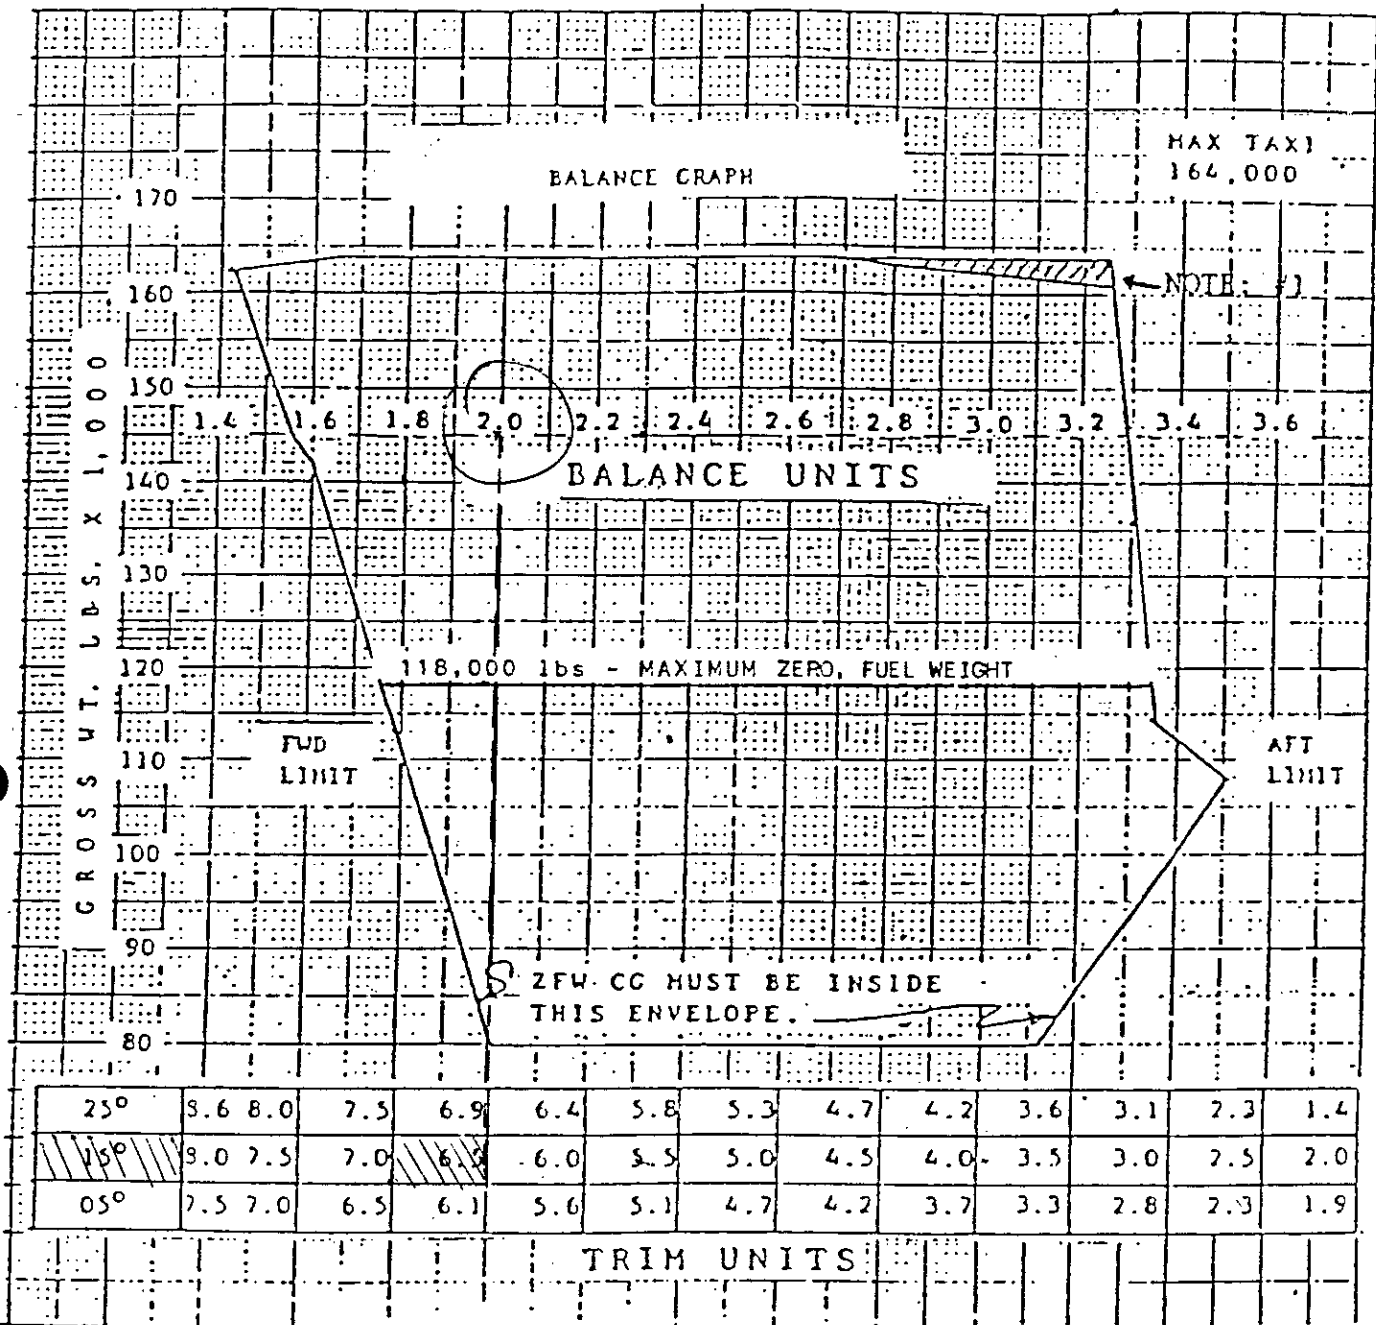 MAX TAXI
164,000
BALANCE GRAPH
170
160
NOTE: #1
150
1.4 1.6 1.8 2.0 2.2 2.4 2.6 2.8 3.0 3.2 3.4 3.6
BALANCE UNITS
140
130
GROSS WT. LBS. X 1,000
120
118,000 lbs - MAXIMUM ZERO, FUEL WEIGHT
FWD
LIMIT
110
AFT
LIMIT
100
90
ZFW CG MUST BE INSIDE
THIS ENVELOPE.
80
25° 8.6 8.0 7.5 6.9 6.4 5.8 5.3 4.7 4.2 3.6 3.1 2.3 1.4
15° 8.0 7.5 7.0 6.0 5.5 5.0 4.5 4.0 3.5 3.0 2.5 2.0
05° 7.5 7.0 6.5 6.1 5.6 5.1 4.7 4.2 3.7 3.3 2.8 2.3 1.9
TRIM UNITS